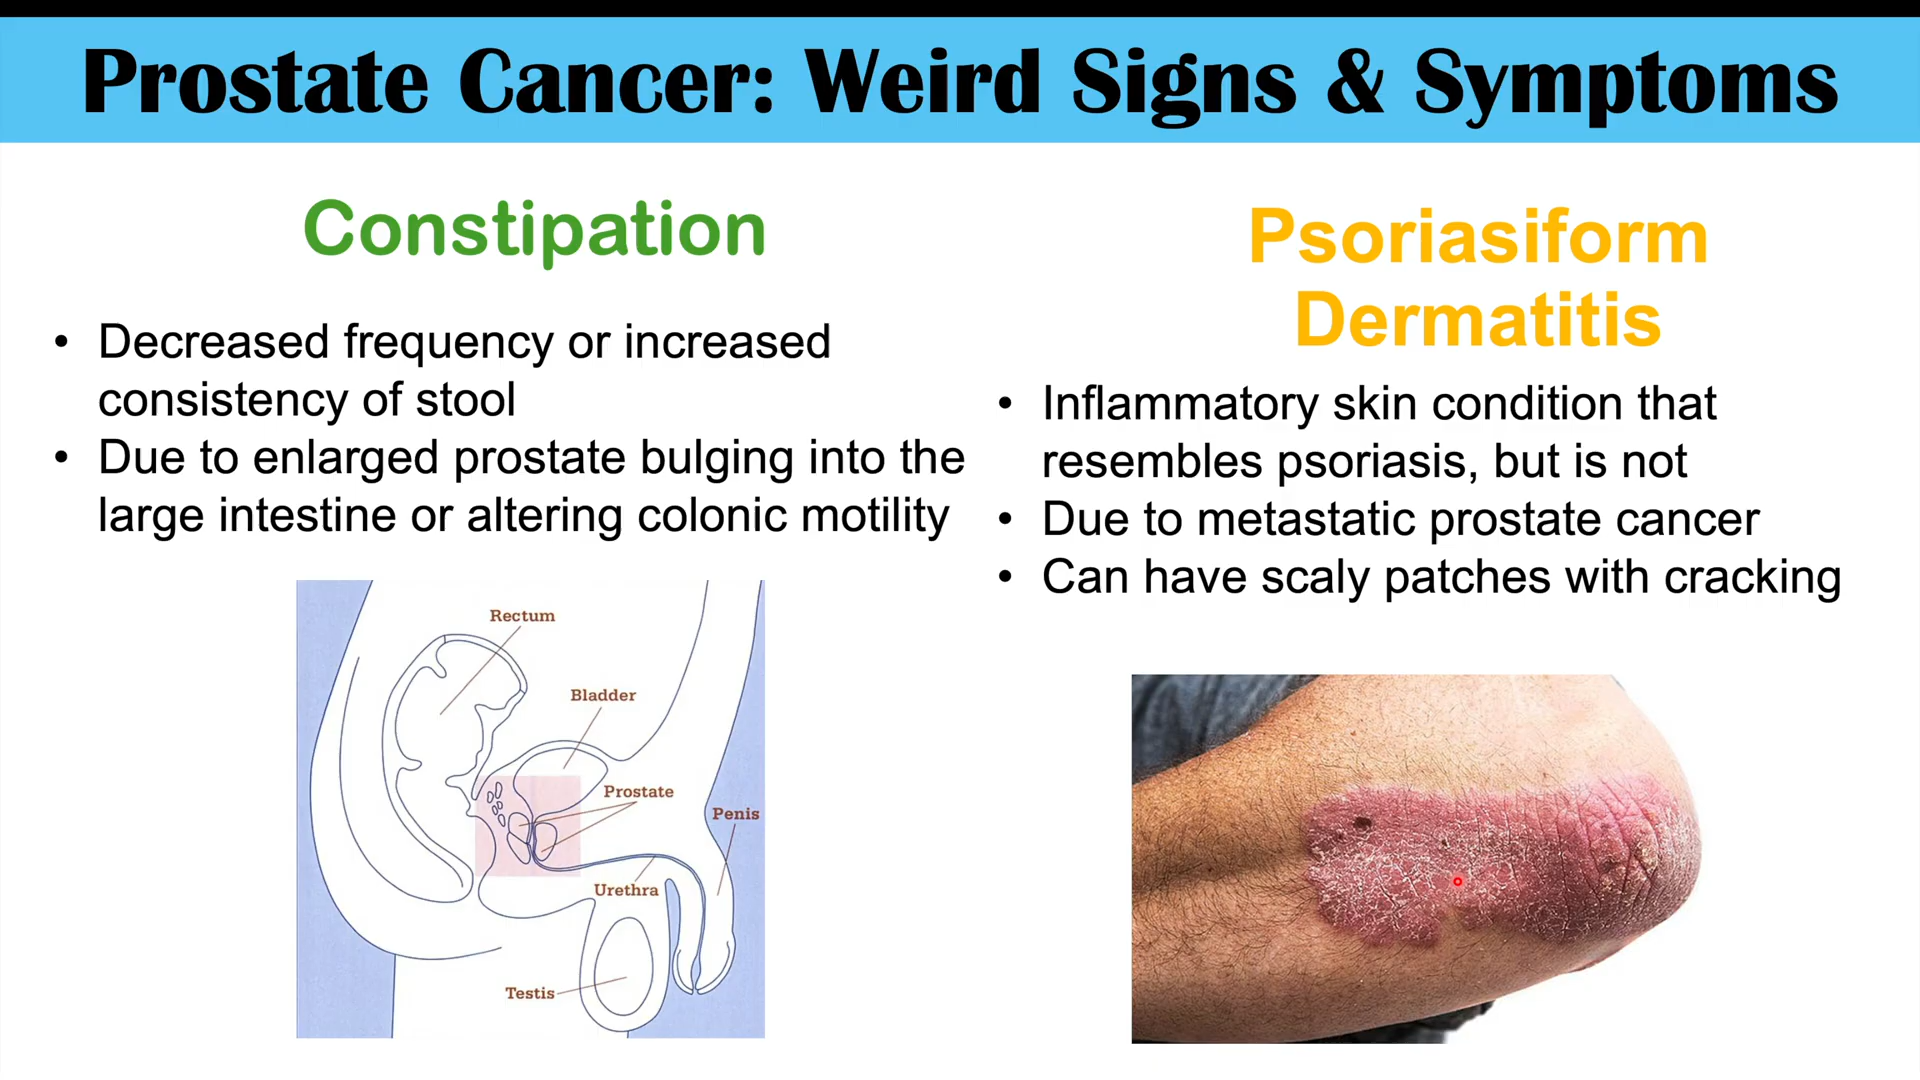 Prostate Cancer: Weird Signs & Symptoms
Constipation
• Decreased frequency or increased
consistency of stool
• Due to enlarged prostate bulging into the
large intestine or altering colonic motility
Rectum
Bladder
Prostate
Penis
Urethra
Testis
Psoriasiform
Dermatitis
• Inflammatory skin condition that
resembles psoriasis, but is not
• Due to metastatic prostate cancer
• Can have scaly patches with cracking